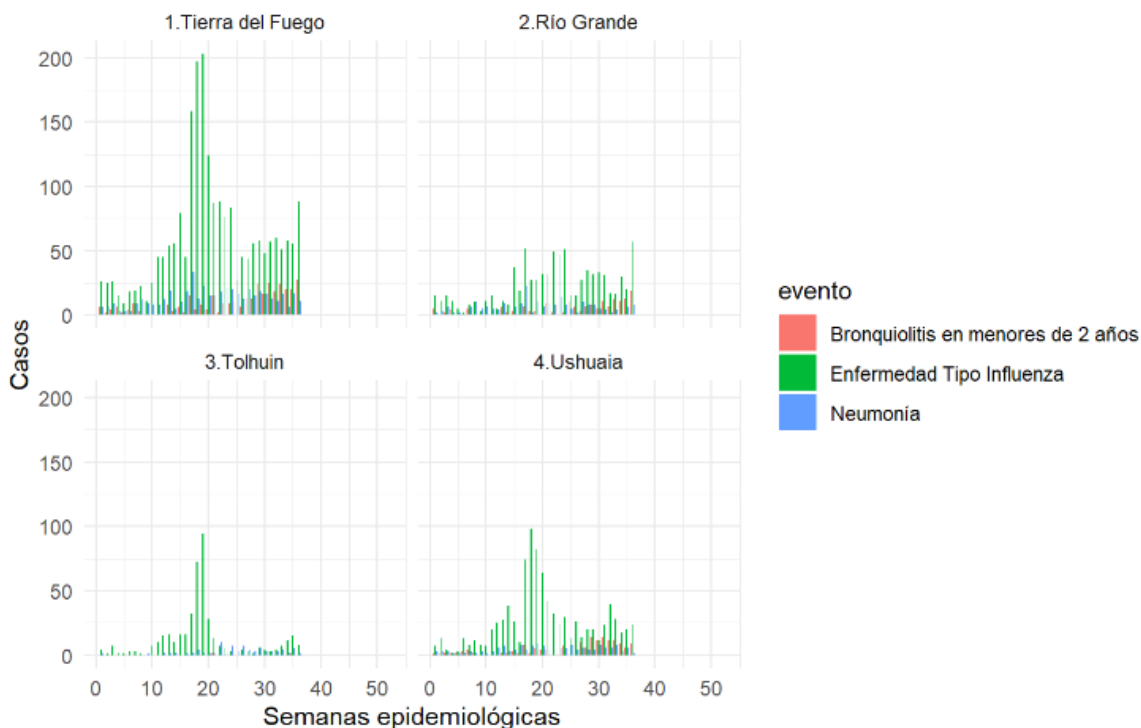 1.Tierra del Fuego
2.Río Grande
200
150
100
50
0
Casos
3.Tolhuin
4.Ushuaia
200
150
100
50
0
0 10 20 30 40 50
0 10 20 30 40 50
Semanas epidemiológicas
evento
Bronquiolitis en menores de 2 años
Enfermedad Tipo Influenza
Neumonía